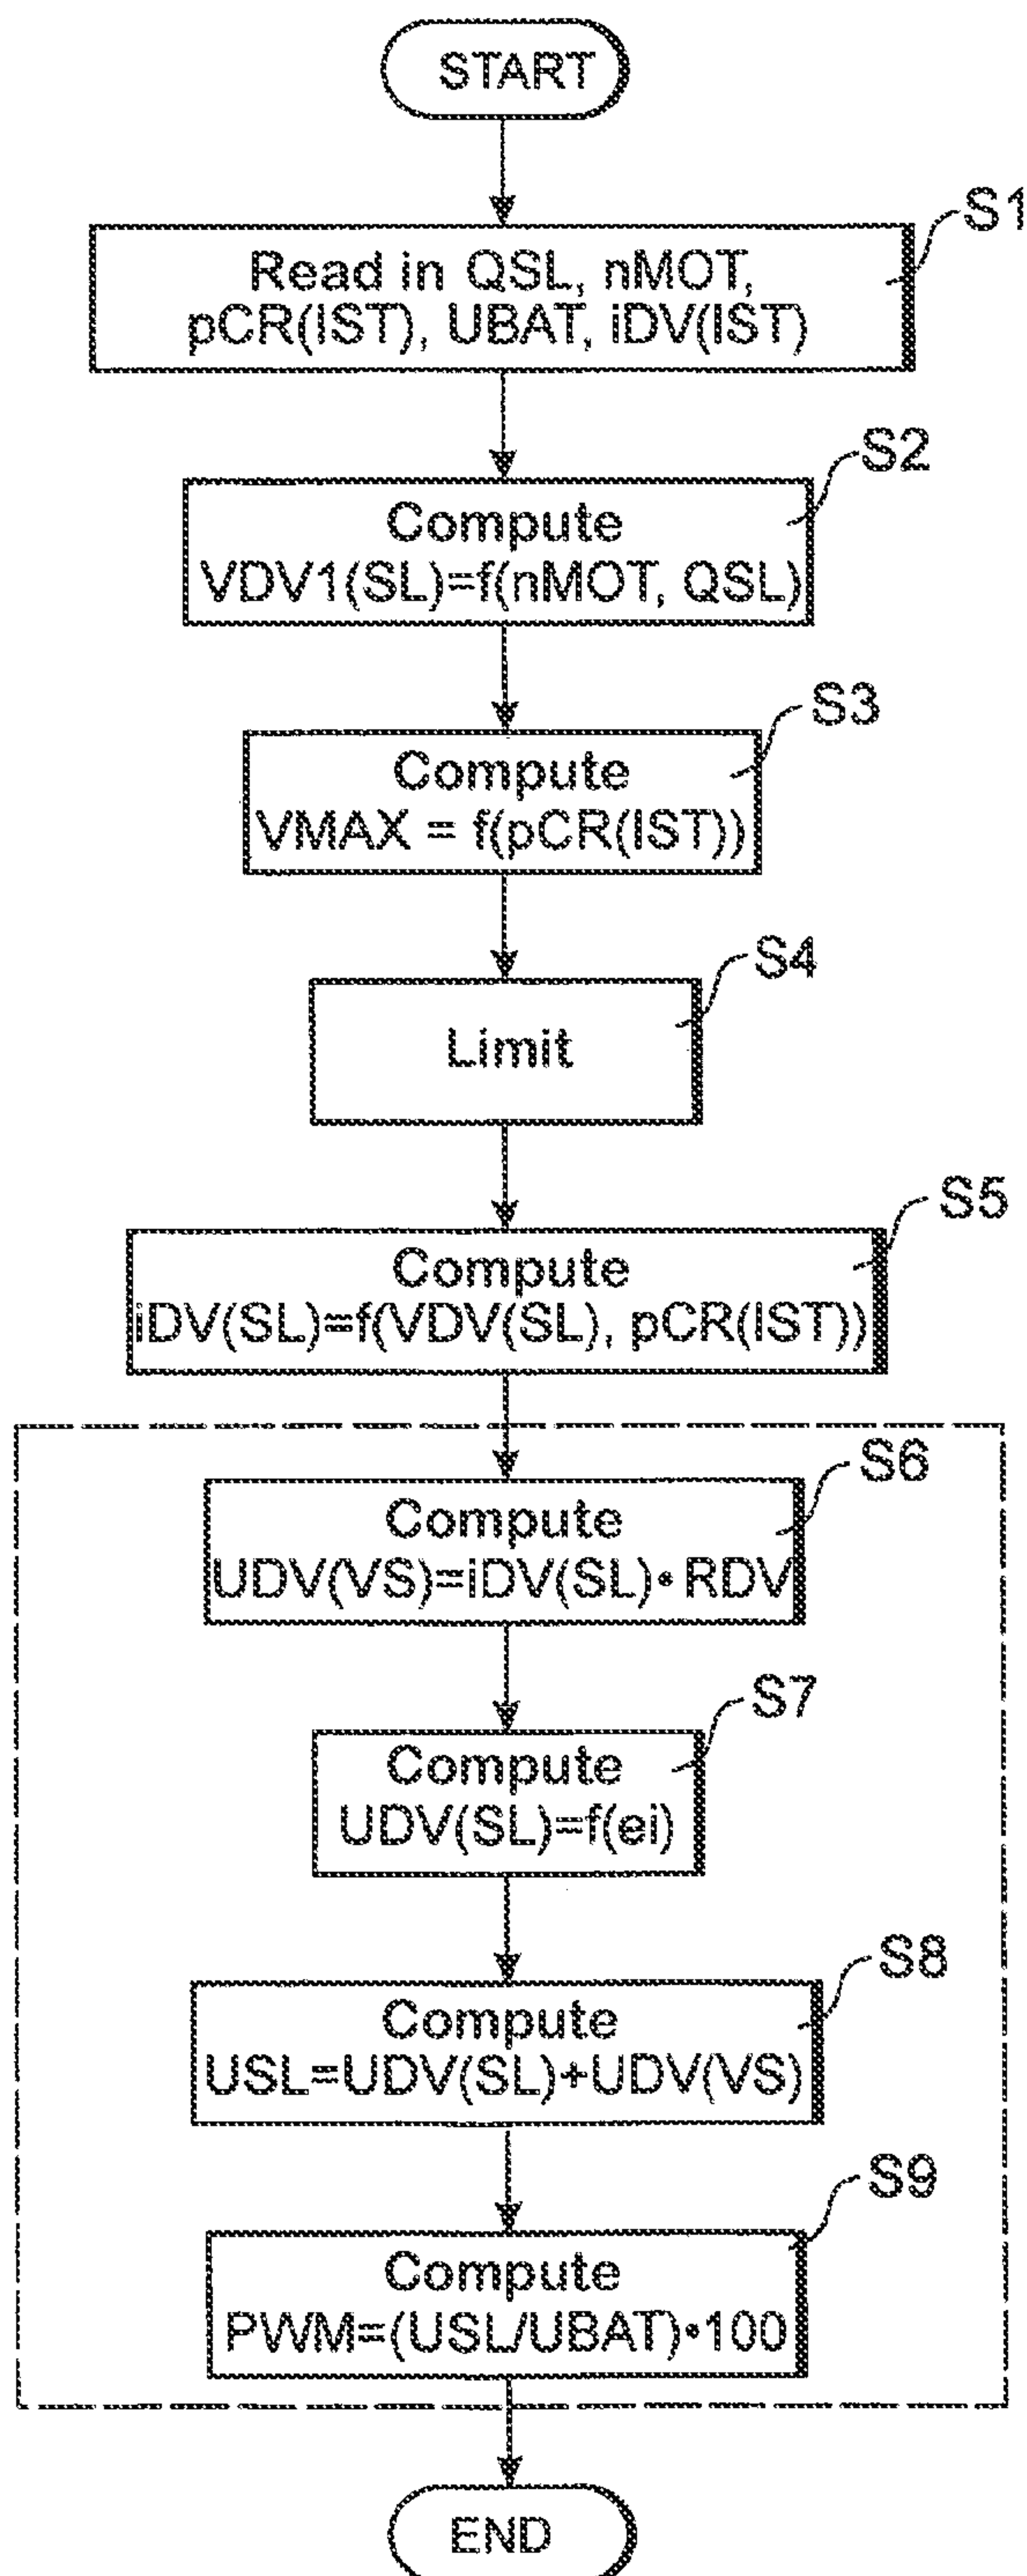 START
S1
Read in QSL, nMOT,
pCR(IST), UBAT, iDV(IST)
S2
Compute
VDV1(SL)=f(nMOT, QSL)
S3
Compute
VMAX = f(pCR(IST))
S4
Limit
S5
Compute
iDV(SL)=f(VDV(SL), pCR(IST))
S6
Compute
UDV(VS)=iDV(SL)•RDV
S7
Compute
UDV(SL)=f(ei)
S8
Compute
USL=UDV(SL)+UDV(VS)
S9
Compute
PWM=(USL/UBAT)•100
END